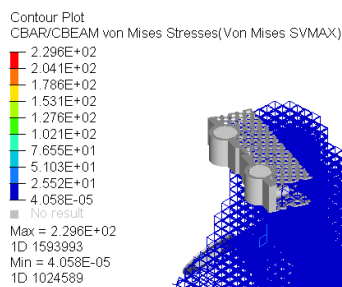 Contour Plot
CBAR/CBEAM von Mises Stresses(Von Mises SVMAX)
2.296E+02
2.041E+02
1.786E+02
1.531E+02
1.276E+02
1.021E+02
7.655E+01
5.103E+01
2.552E+01
4.058E-05
No result
Max = 2.296E+02
1D 1593993
Min = 4.058E-05
1D 1024589